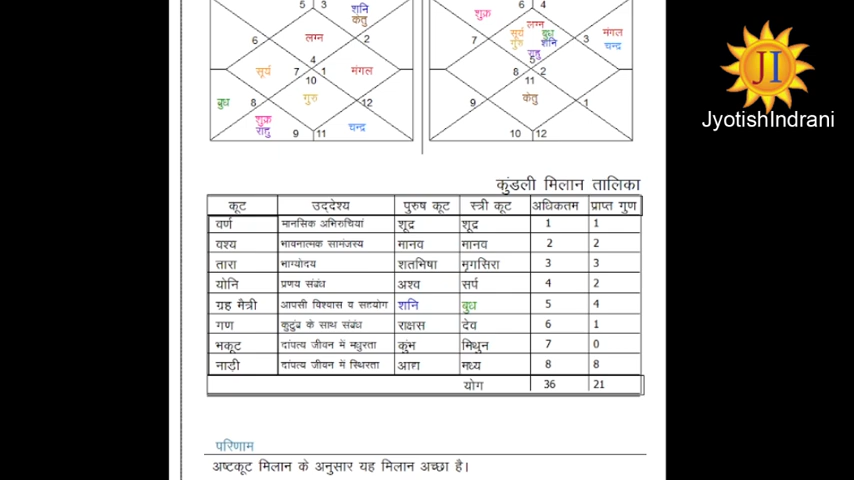 5 3 शनि केतु
लग्न
6 2
4
सूर्य 7 1 मंगल
10
बुध 8 गुरु 12
शुक्र राहु 9 11 चन्द्र
6 4
शुक्र लग्न
सूर्य बुध
7 गुरु शनि 3 मंगल चन्द्र
राहु
5
8 2
11
9 केतु 1
10 12
JI
JyotishIndrani
कुंडली मिलान तालिका
कूट उद्देश्य पुरुष कूट स्त्री कूट अधिकतम प्राप्त गुण
वर्ण मानसिक अभिरुचियां शूद्र शूद्र 1 1
वश्य भावनात्मक सामंजस्य मानव मानव 2 2
तारा भाग्योदय शतभिषा मृगसिरा 3 3
योनि प्रणय संबंध अश्व सर्प 4 2
ग्रह मैत्री आपसी विश्वास व सहयोग शनि बुध 5 4
गण कुटुंब के साथ संबंध राक्षस देव 6 1
भकूट दांपत्य जीवन में मधुरता कुंभ मिथुन 7 0
नाड़ी दांपत्य जीवन में स्थिरता आद्य मध्य 8 8
योग 36 21
परिणाम
अष्टकूट मिलान के अनुसार यह मिलान अच्छा है।